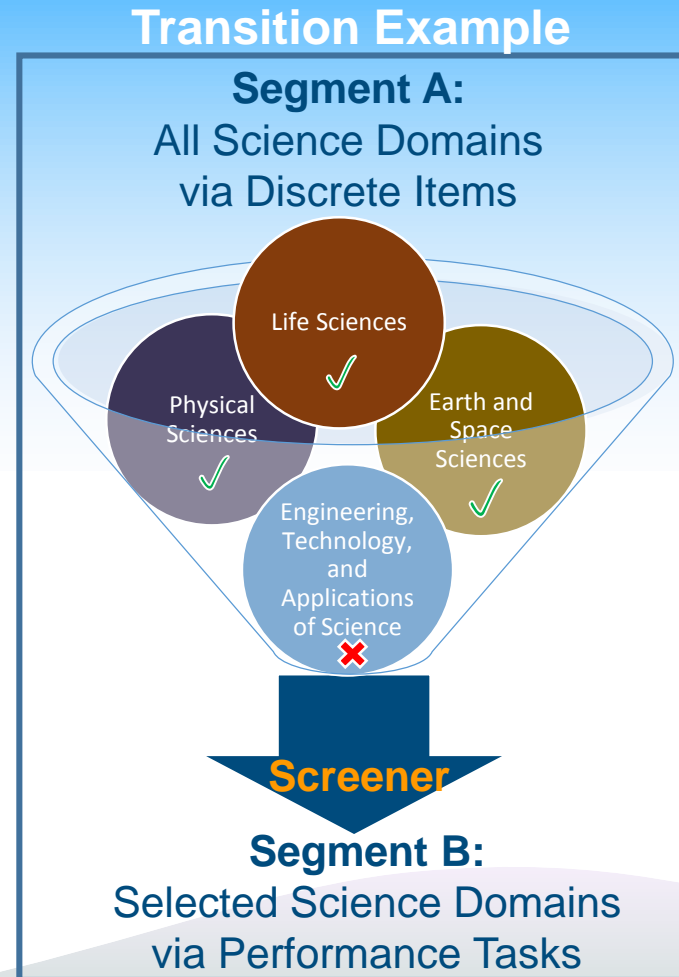 Transition Example
Segment A:
All Science Domains
via Discrete Items
Life Sciences
Physical
Sciences
Earth and
Space
Sciences
Engineering,
Technology,
and
Applications
of Science
Screener
Segment B:
Selected Science Domains
via Performance Tasks